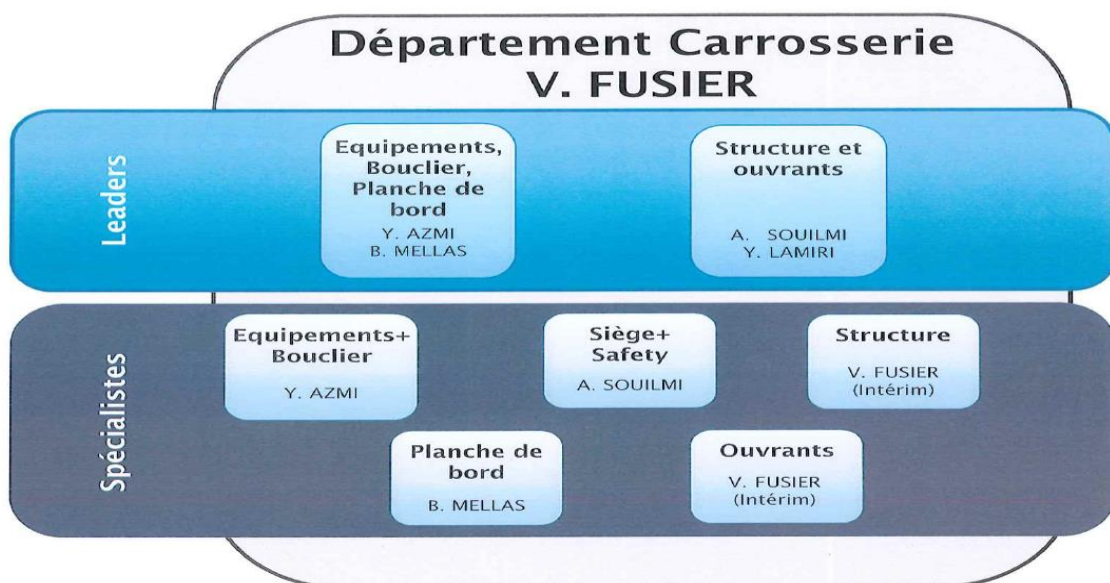 Département Carrosserie
V. FUSIER
Leaders
Equipements,
Bouclier,
Planche de
bord
Y. AZMI
B. MELLAS
Structure et
ouvrants
A. SOUILMI
Y. LAMIRI
Spécialistes
Equipements+
Bouclier
Y. AZMI
Siège+
Safety
A. SOUILMI
Structure
V. FUSIER
(Intérim)
Planche de
bord
B. MELLAS
Ouvrants
V. FUSIER
(Intérim)